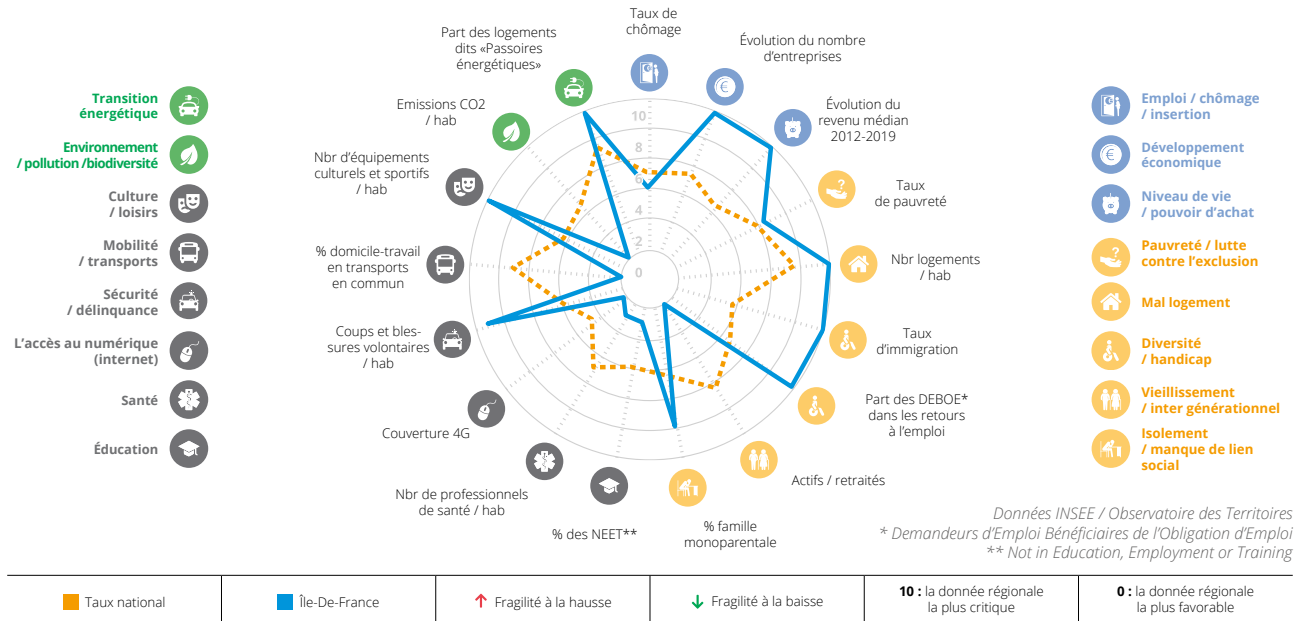 Transition
énergétique
Environnement
/ pollution /biodiversité
Culture
/ loisirs
Mobilité
/ transports
Sécurité
/ délinquance
L’accès au numérique
(internet)
Santé
Éducation
Taux de
chômage
Évolution du nombre
d’entreprises
Évolution du
revenu médian
2012-2019
Taux
de pauvreté
Nbr logements
/ hab
Taux
d’immigration
Part des DEBOE*
dans les retours
à l’emploi
Actifs / retraités
% famille
monoparentale
% des NEET**
Nbr de professionnels
de santé / hab
Couverture 4G
Coups et bles-
sures volontaires
/ hab
% domicile-travail
en transports
en commun
Nbr d’équipements
culturels et sportifs
/ hab
Emissions CO2
/ hab
Part des logements
dits «Passoires
énergétiques»
10
8
6
4
2
0
Emploi / chômage
/ insertion
Développement
économique
Niveau de vie
/ pouvoir d’achat
Pauvreté / lutte
contre l’exclusion
Mal logement
Diversité
/ handicap
Vieillissement
/ inter générationnel
Isolement
/ manque de lien
social
Données INSEE / Observatoire des Territoires
* Demandeurs d’Emploi Bénéficiaires de l’Obligation d’Emploi
** Not in Education, Employment or Training
Taux national
Île-De-France
Fragilité à la hausse
Fragilité à la baisse
10 : la donnée régionale
la plus critique
0 : la donnée régionale
la plus favorable